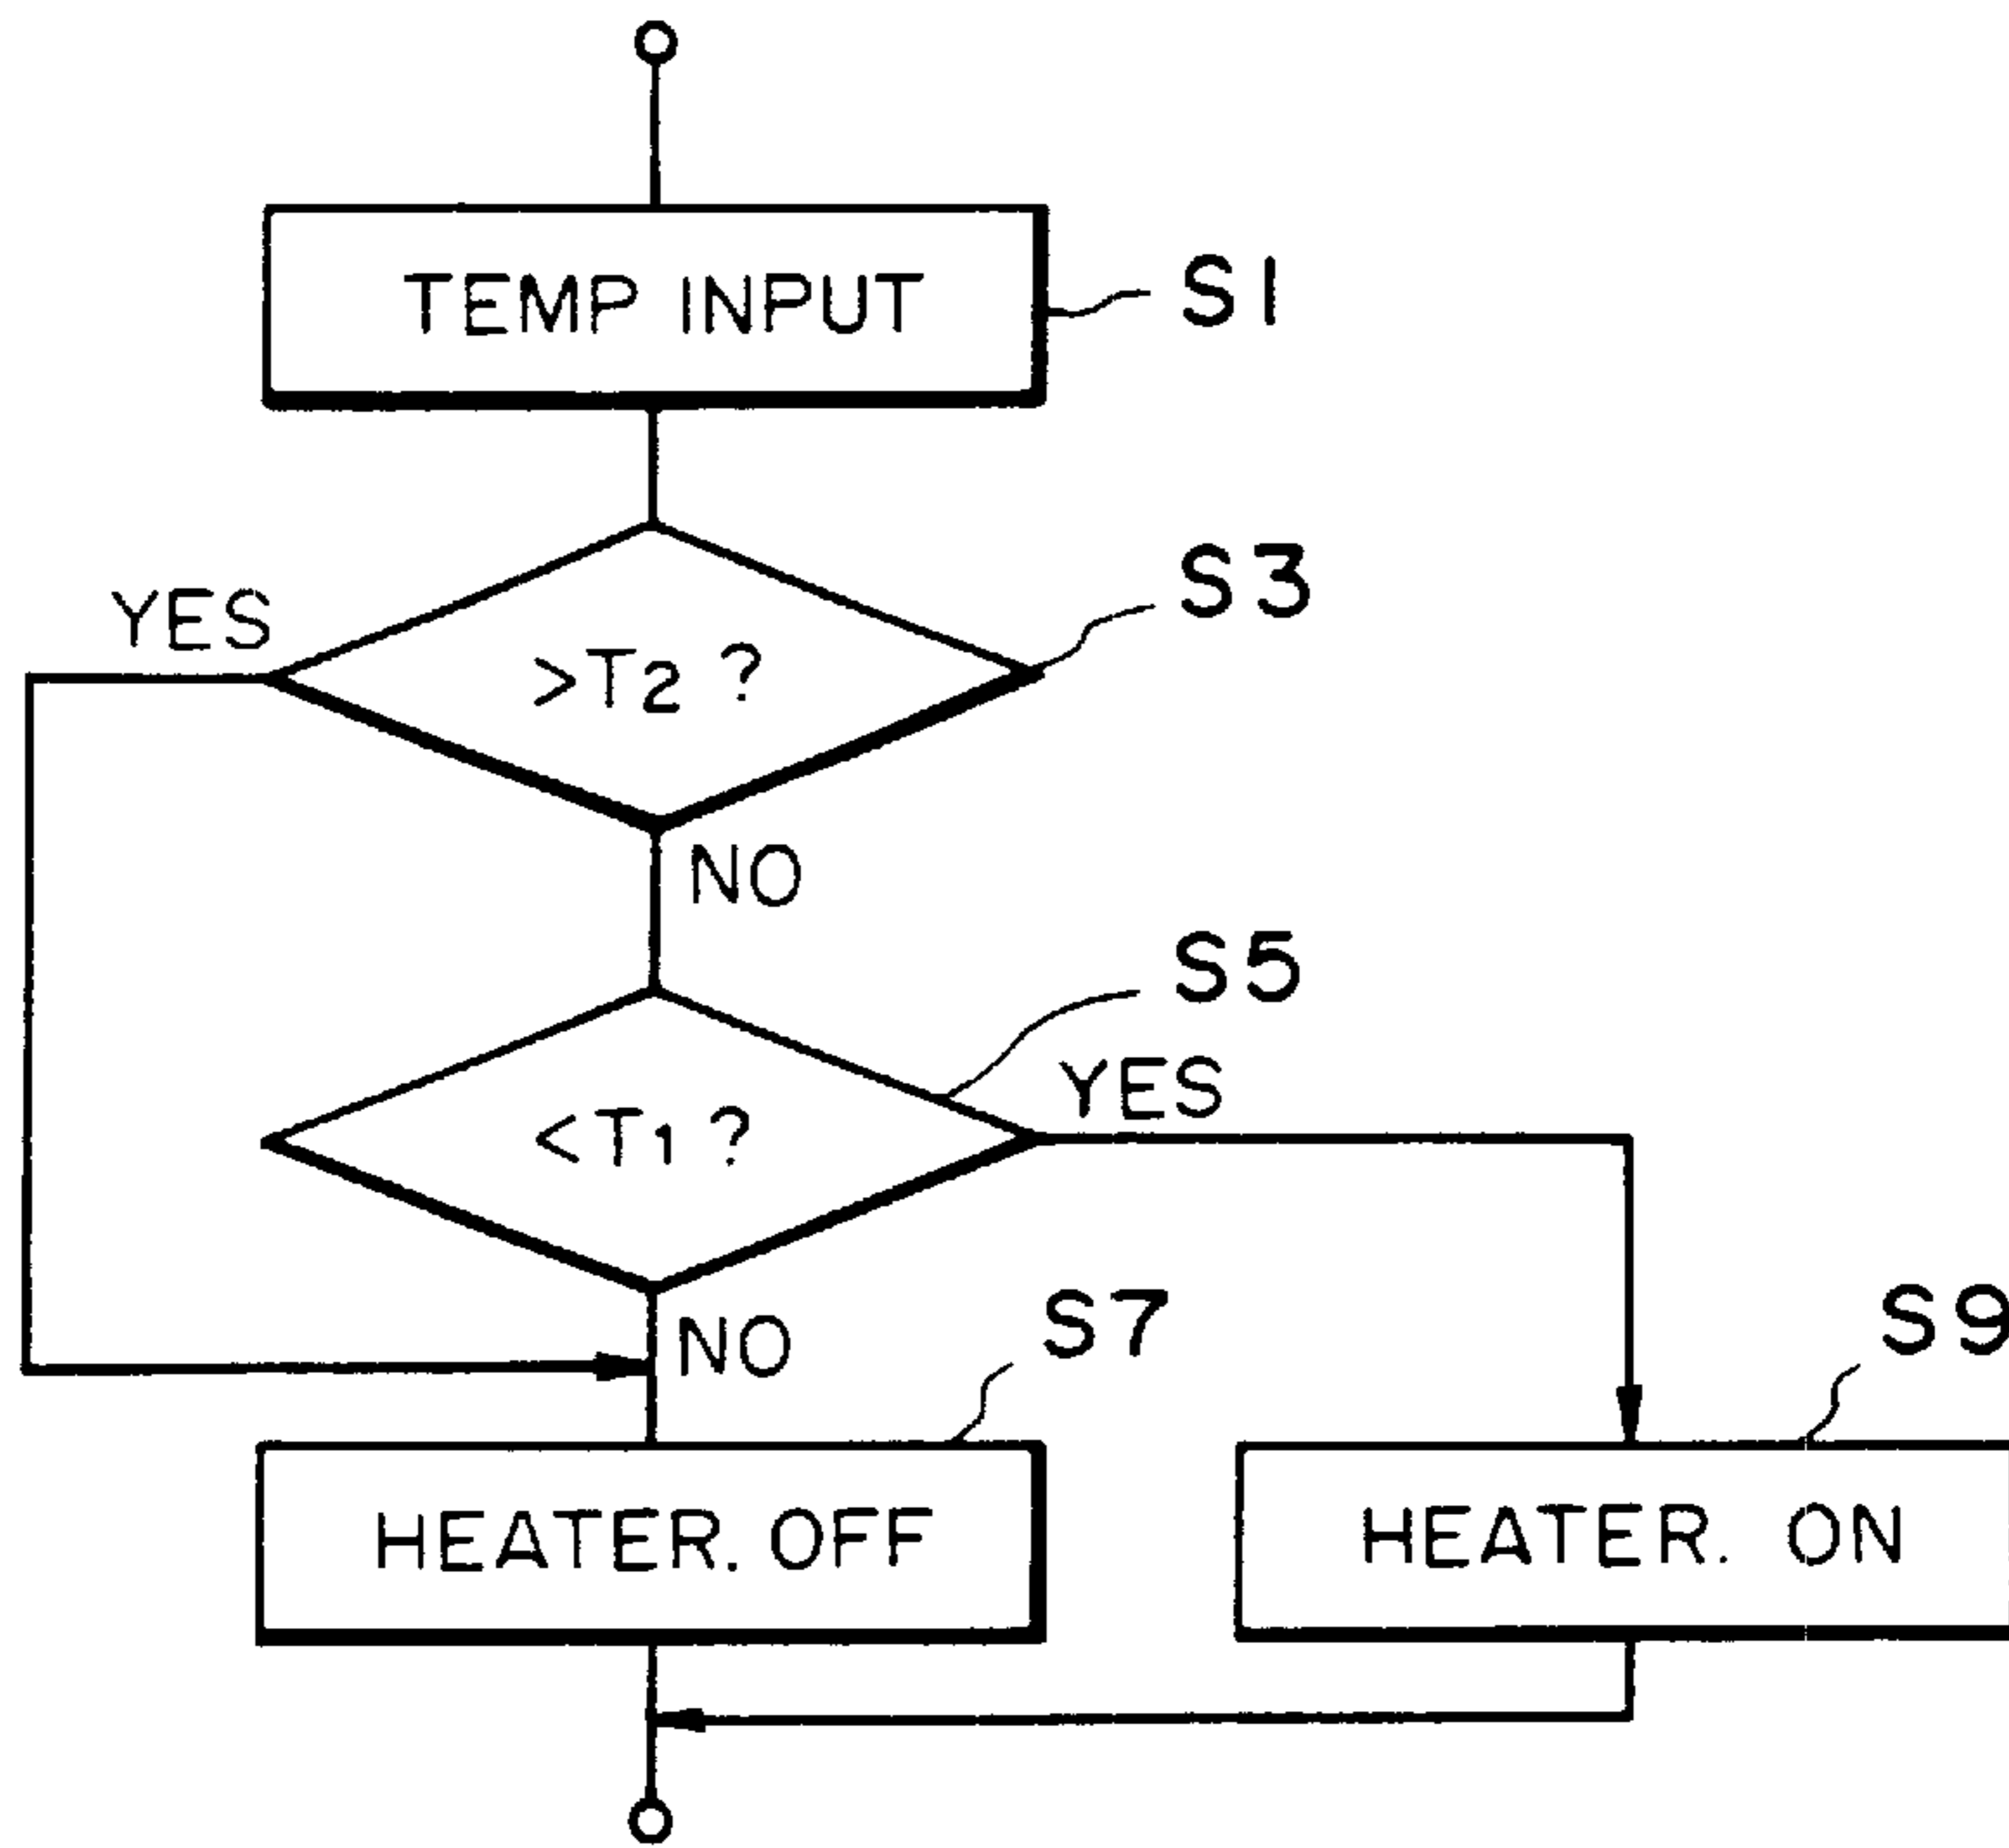 TEMP INPUT
S1
S3
YES
>T2 ?
NO
S5
YES
<T1 ?
NO
S7
S9
HEATER. OFF
HEATER. ON